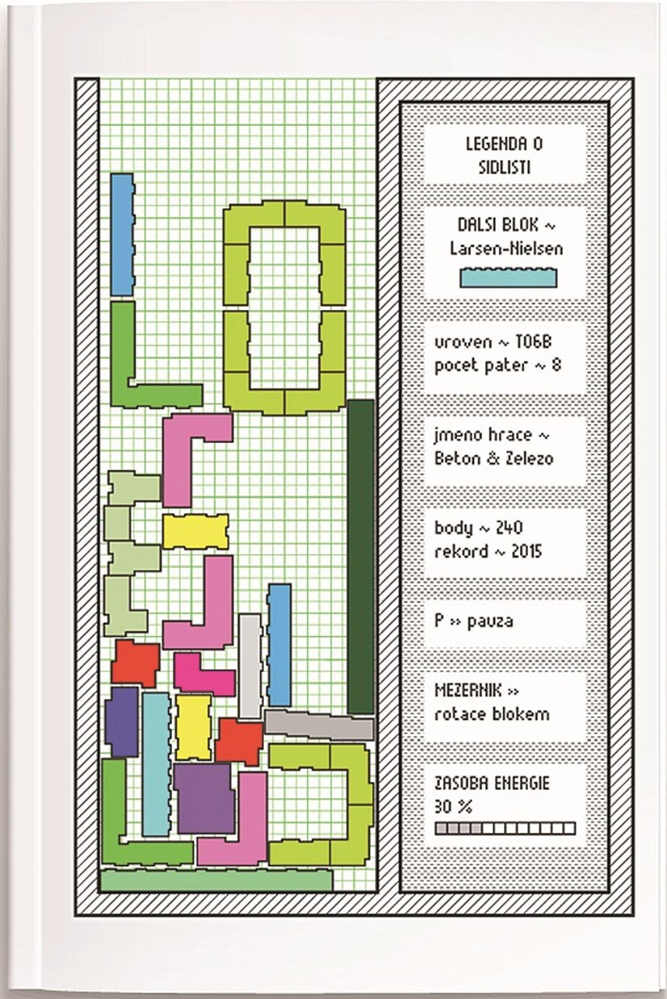 LEGENDA O
SIDLISTI
DALSI BLOK ~
Larsen-Nielsen
uroven ~ T06B
pocet pater ~ 8
jmeno hrace ~
Beton & Zelezo
body ~ 240
rekord ~ 2015
P » pauza
MEZERNIK »
rotace blokem
ZASOBA ENERGIE
30 %